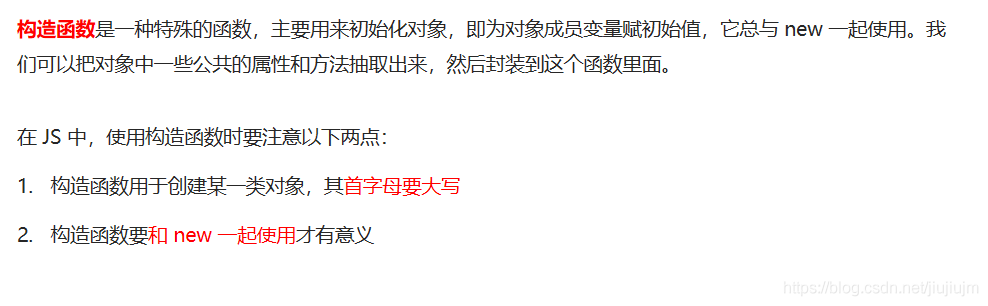 构造函数是一种特殊的函数，主要用来初始化对象，即为对象成员变量赋初始值，它总与 new 一起使用。我
们可以把对象中一些公共的属性和方法抽取出来，然后封装到这个函数里面。
在 JS 中，使用构造函数时要注意以下两点：
1. 构造函数用于创建某一类对象，其首字母要大写
2. 构造函数要和 new 一起使用才有意义
https://blog.csdn.net/jiujiujrn